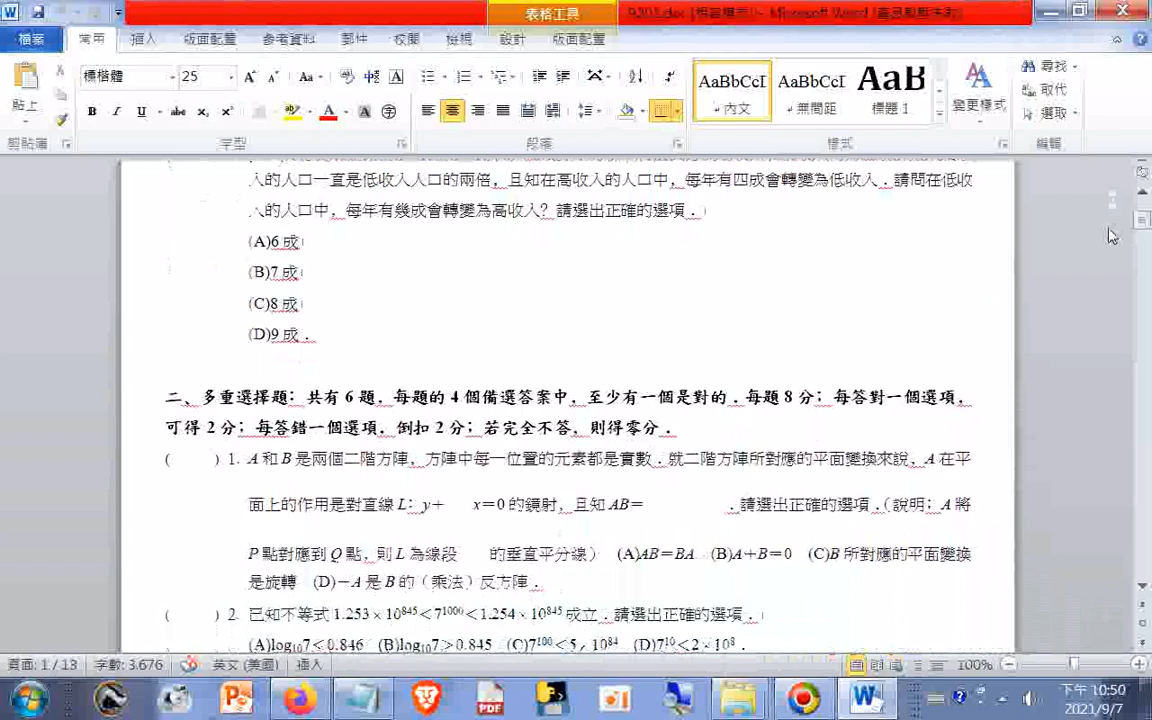 表格工具
檔案 常用 插入 版面配置 參考資料 郵件 校閱 檢視 設計 版面配置
標楷體 25
貼上
AaBbCcI AaBbCcI AaB
內文 無間距 標題 1
變更樣式
尋找
取代
選取
剪貼簿 字型 段落 樣式 編輯
入的人口一直是低收入人口的兩倍，且知在高收入的人口中，每年有四成會轉變為低收入．請問在低收
入的人口中，每年有幾成會轉變為高收入？請選出正確的選項．
(A)6 成
(B)7 成
(C)8 成
(D)9 成．
二、多重選擇題：共有 6 題，每題的 4 個備選答案中，至少有一個是對的．每題 8 分；每答對一個選項，
可得 2 分；每答錯一個選項，倒扣 2 分；若完全不答，則得零分．
( ) 1. A 和 B 是兩個二階方陣，方陣中每一位置的元素都是實數．就二階方陣所對應的平面變換來說，A 在平
面上的作用是對直線 L：y＋ x＝0 的鏡射，且知 AB＝ ．請選出正確的選項．（說明：A 將
P 點對應到 Q 點，則 L 為線段 的垂直平分線） (A)AB＝BA (B)A＋B＝0 (C)B 所對應的平面變換
是旋轉 (D)－A 是 B 的（乘法）反方陣．
( ) 2. 已知不等式 1.253×10⁸⁴⁵＜7¹⁰⁰⁰＜1.254×10⁸⁴⁵ 成立．請選出正確的選項．
(A)log₁₀7＜0.846 (B)log₁₀7＞0.845 (C)7¹⁰⁰＜5×10⁸⁴ (D)7¹⁰＜2×10⁸．
頁面: 1 / 13 字數: 3,676 英文 (美國) 插入 100%
下午 10:50
2021/9/7